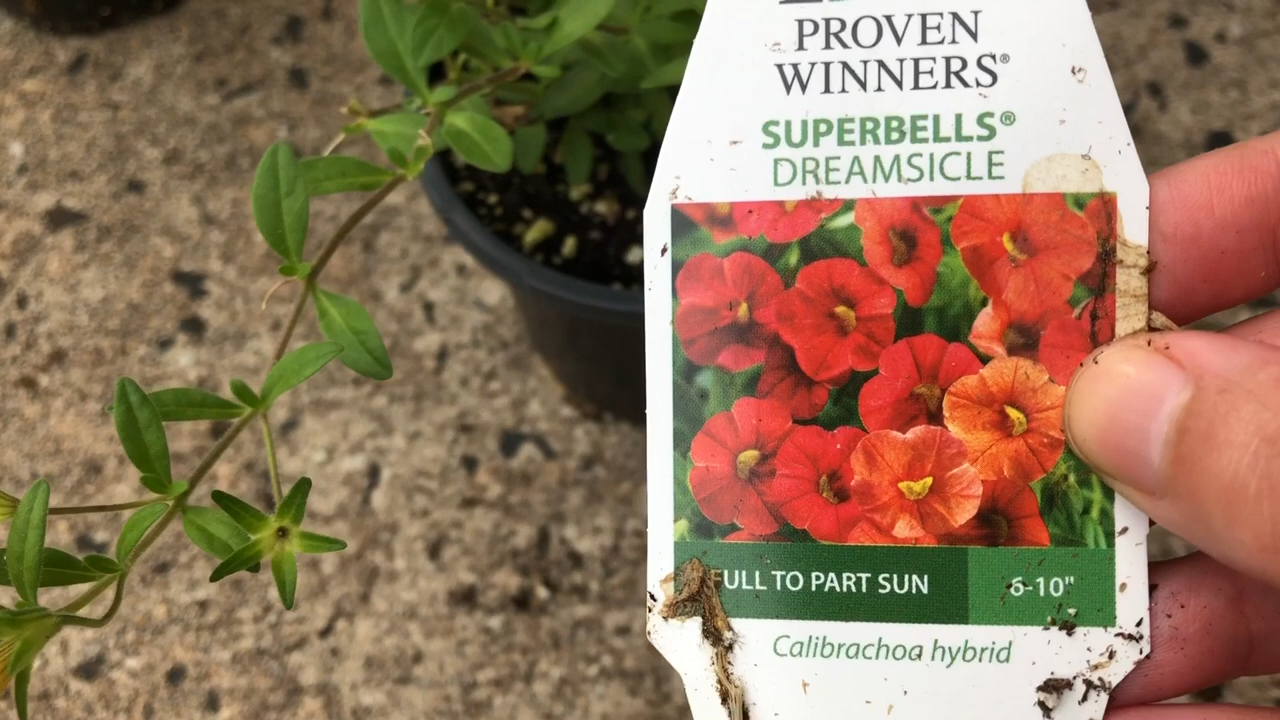 PROVEN
WINNERS®
SUPERBELLS®
DREAMSICLE
FULL TO PART SUN
6-10"
Calibrachoa hybrid